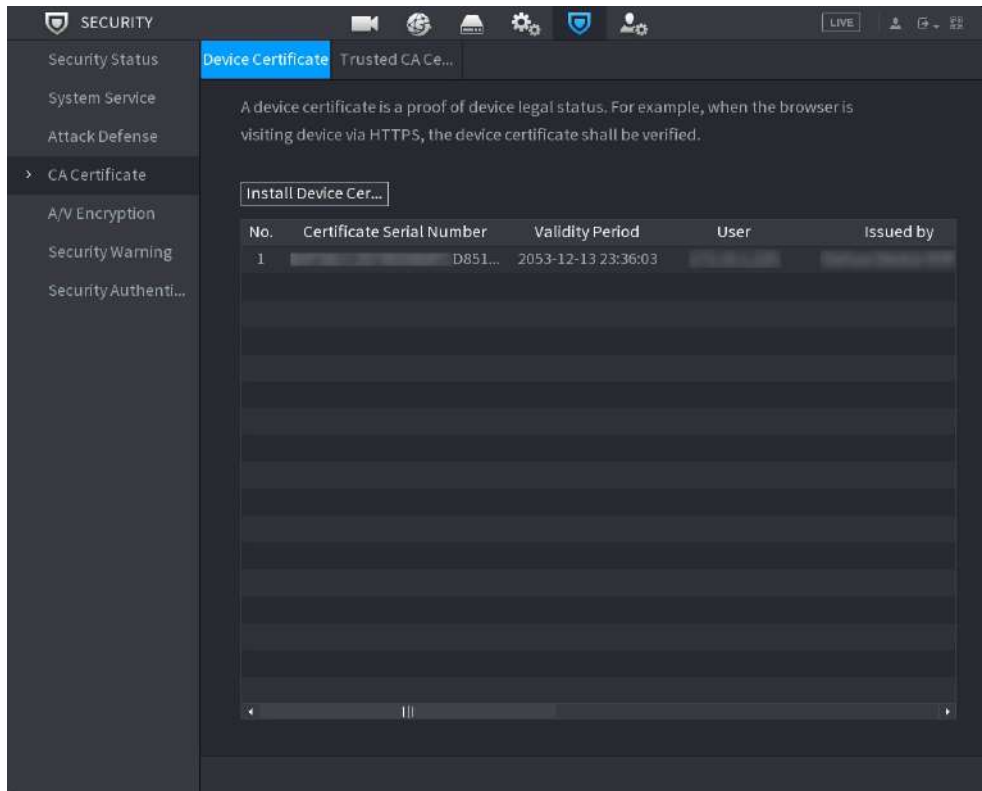 SECURITY
LIVE
Security Status
System Service
Attack Defense
CA Certificate
A/V Encryption
Security Warning
Security Authenti...
Device Certificate Trusted CA Ce...
A device certificate is a proof of device legal status. For example, when the browser is
visiting device via HTTPS, the device certificate shall be verified.
Install Device Cer...
No. Certificate Serial Number Validity Period User Issued by
1 D851... 2053-12-13 23:36:03